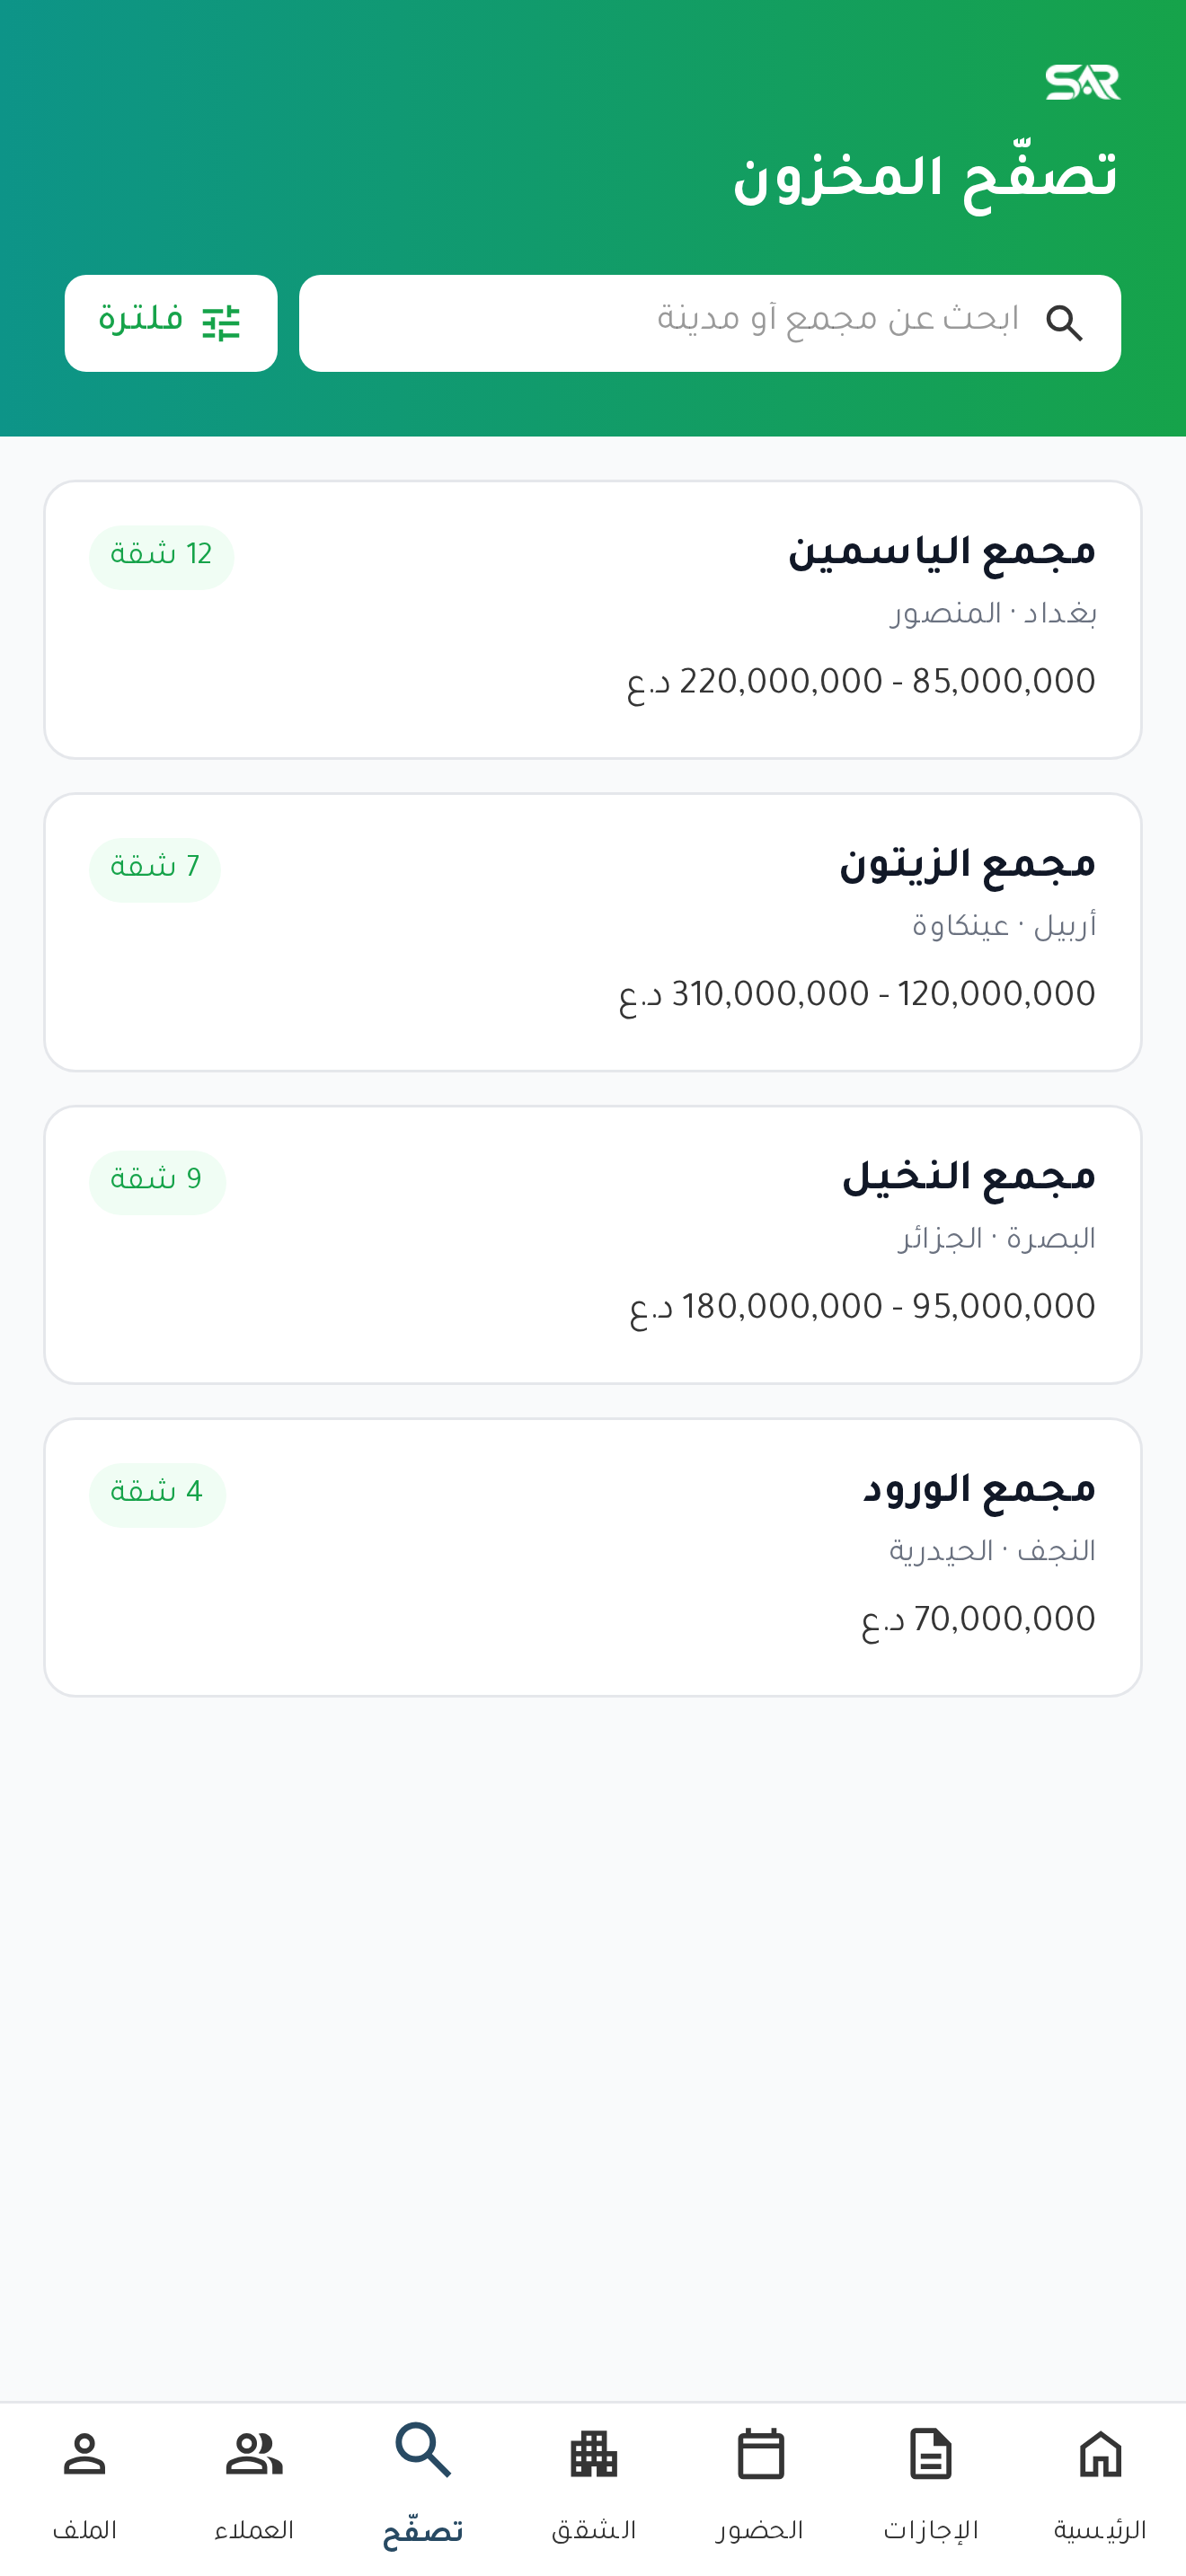 SAR
تصفّح المخزون
ابحث عن مجمع أو مدينة
فلترة
مجمع الياسمين
12 شقة
بغداد · المنصور
85,000,000 - 220,000,000 د.ع
مجمع الزيتون
7 شقة
أربيل · عينكاوة
120,000,000 - 310,000,000 د.ع
مجمع النخيل
9 شقة
البصرة · الجزائر
95,000,000 - 180,000,000 د.ع
مجمع الورود
4 شقة
النجف · الحيدرية
70,000,000 د.ع
الرئيسية
الإجازات
الحضور
الشقق
تصفّح
العملاء
الملف